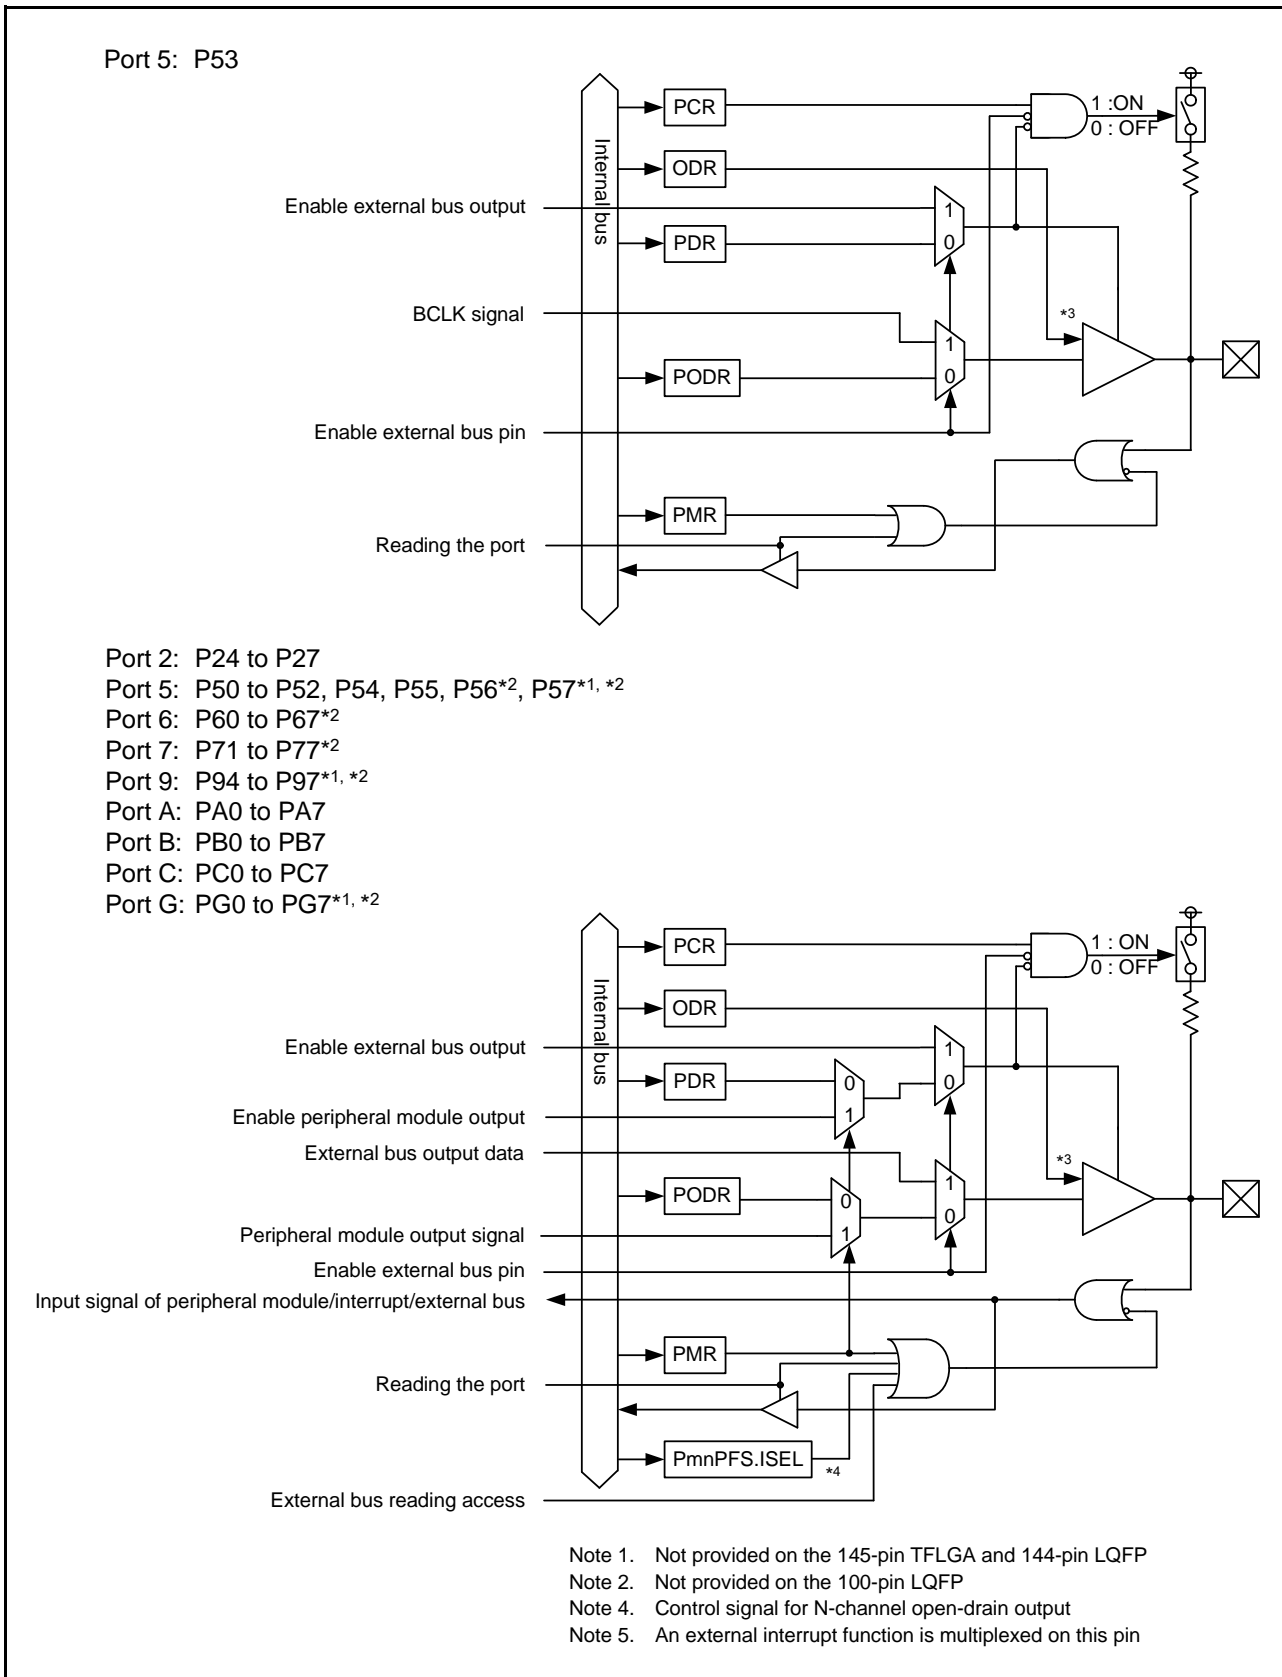 Port 5: P53
PCR
1 :ON
0 : OFF
Internal bus
ODR
Enable external bus output
1
PDR
0
BCLK signal
*3
1
PODR
0
Enable external bus pin
PMR
Reading the port
Port 2: P24 to P27
Port 5: P50 to P52, P54, P55, P56*2, P57*1, *2
Port 6: P60 to P67*2
Port 7: P71 to P77*2
Port 9: P94 to P97*1, *2
Port A: PA0 to PA7
Port B: PB0 to PB7
Port C: PC0 to PC7
Port G: PG0 to PG7*1, *2
PCR
1 : ON
0 : OFF
Internal bus
ODR
Enable external bus output
1
PDR
0
0
Enable peripheral module output
1
External bus output data
*3
1
PODR
0
0
Peripheral module output signal
1
Enable external bus pin
Input signal of peripheral module/interrupt/external bus
PMR
Reading the port
PmnPFS.ISEL
*4
External bus reading access
Note 1. Not provided on the 145-pin TFLGA and 144-pin LQFP
Note 2. Not provided on the 100-pin LQFP
Note 4. Control signal for N-channel open-drain output
Note 5. An external interrupt function is multiplexed on this pin